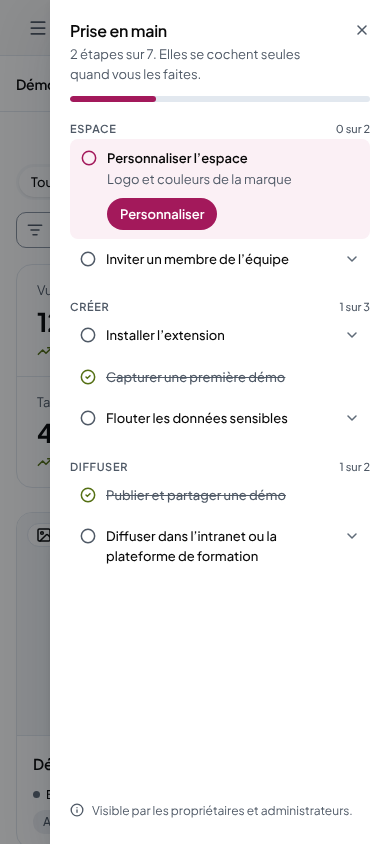 Prise en main
2 étapes sur 7. Elles se cochent seules
quand vous les faites.
Démo
ESPACE
0 sur 2
Personnaliser l'espace
Logo et couleurs de la marque
Personnaliser
Inviter un membre de l'équipe
CRÉER
1 sur 3
Installer l'extension
Capturer une première démo
Flouter les données sensibles
DIFFUSER
1 sur 2
Publier et partager une démo
Diffuser dans l'intranet ou la
plateforme de formation
Visible par les propriétaires et administrateurs.